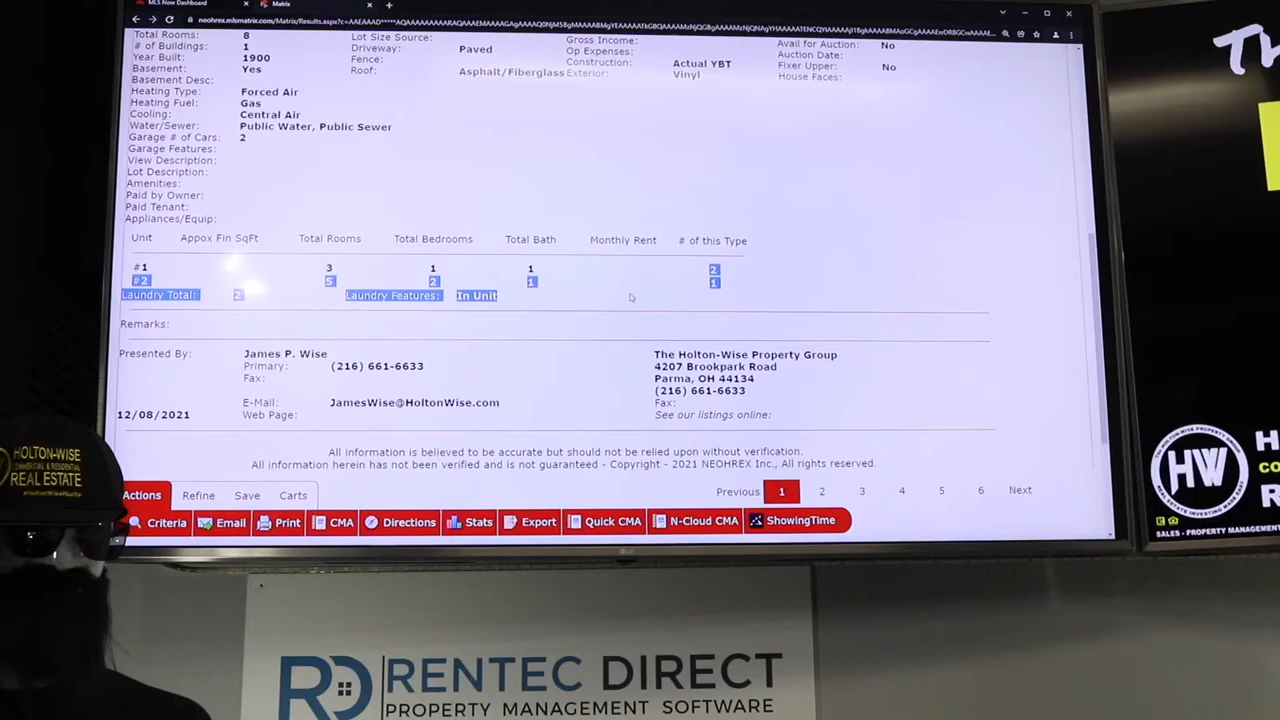 MLS Now Dashboard
Matrix
Total Rooms: 8 Lot Size Source: Gross Income: Avail for Auction: No
# of Buildings: 1 Driveway: Paved Op Expenses: Auction Date:
Year Built: 1900 Fence: Construction: Actual YBT Fixer Upper: No
Basement: Yes Roof: Asphalt/Fiberglass Exterior: Vinyl House Faces:
Basement Desc:
Heating Type: Forced Air
Heating Fuel: Gas
Cooling: Central Air
Water/Sewer: Public Water, Public Sewer
Garage # of Cars: 2
Garage Features:
View Description:
Lot Description:
Amenities:
Paid by Owner:
Paid Tenant:
Appliances/Equip:
Unit Appox Fin SqFt Total Rooms Total Bedrooms Total Bath Monthly Rent # of this Type
#1 3 1 1 2
#2 5 2 1 1
Laundry Total: 2 Laundry Features: In Unit
Remarks:
Presented By: James P. Wise The Holton-Wise Property Group
Primary: (216) 661-6633 4207 Brookpark Road
Fax: Parma, OH 44134
(216) 661-6633
E-Mail: JamesWise@HoltonWise.com Fax:
12/08/2021 Web Page: See our listings online:
All information is believed to be accurate but should not be relied upon without verification.
All information herein has not been verified and is not guaranteed - Copyright - 2021 NEOHREX Inc., All rights reserved.
Actions Refine Save Carts Previous 1 2 3 4 5 6 Next
Criteria Email Print CMA Directions Stats Export Quick CMA N-Cloud CMA ShowingTime
HOLTON-WISE
COMMERCIAL & RESIDENTIAL
REAL ESTATE
HW
SALES - PROPERTY MANAGEMENT
RD RENTEC DIRECT
PROPERTY MANAGEMENT SOFTWARE